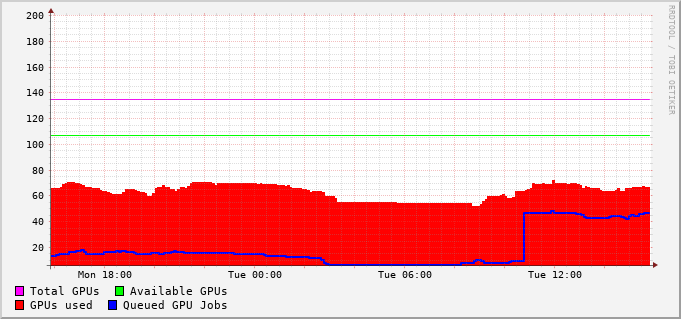 200
180
160
140
120
100
80
60
40
20
Mon 18:00 Tue 00:00 Tue 06:00 Tue 12:00
Total GPUs Available GPUs
GPUs used Queued GPU Jobs
RRDTOOL / TOBI OETIKER